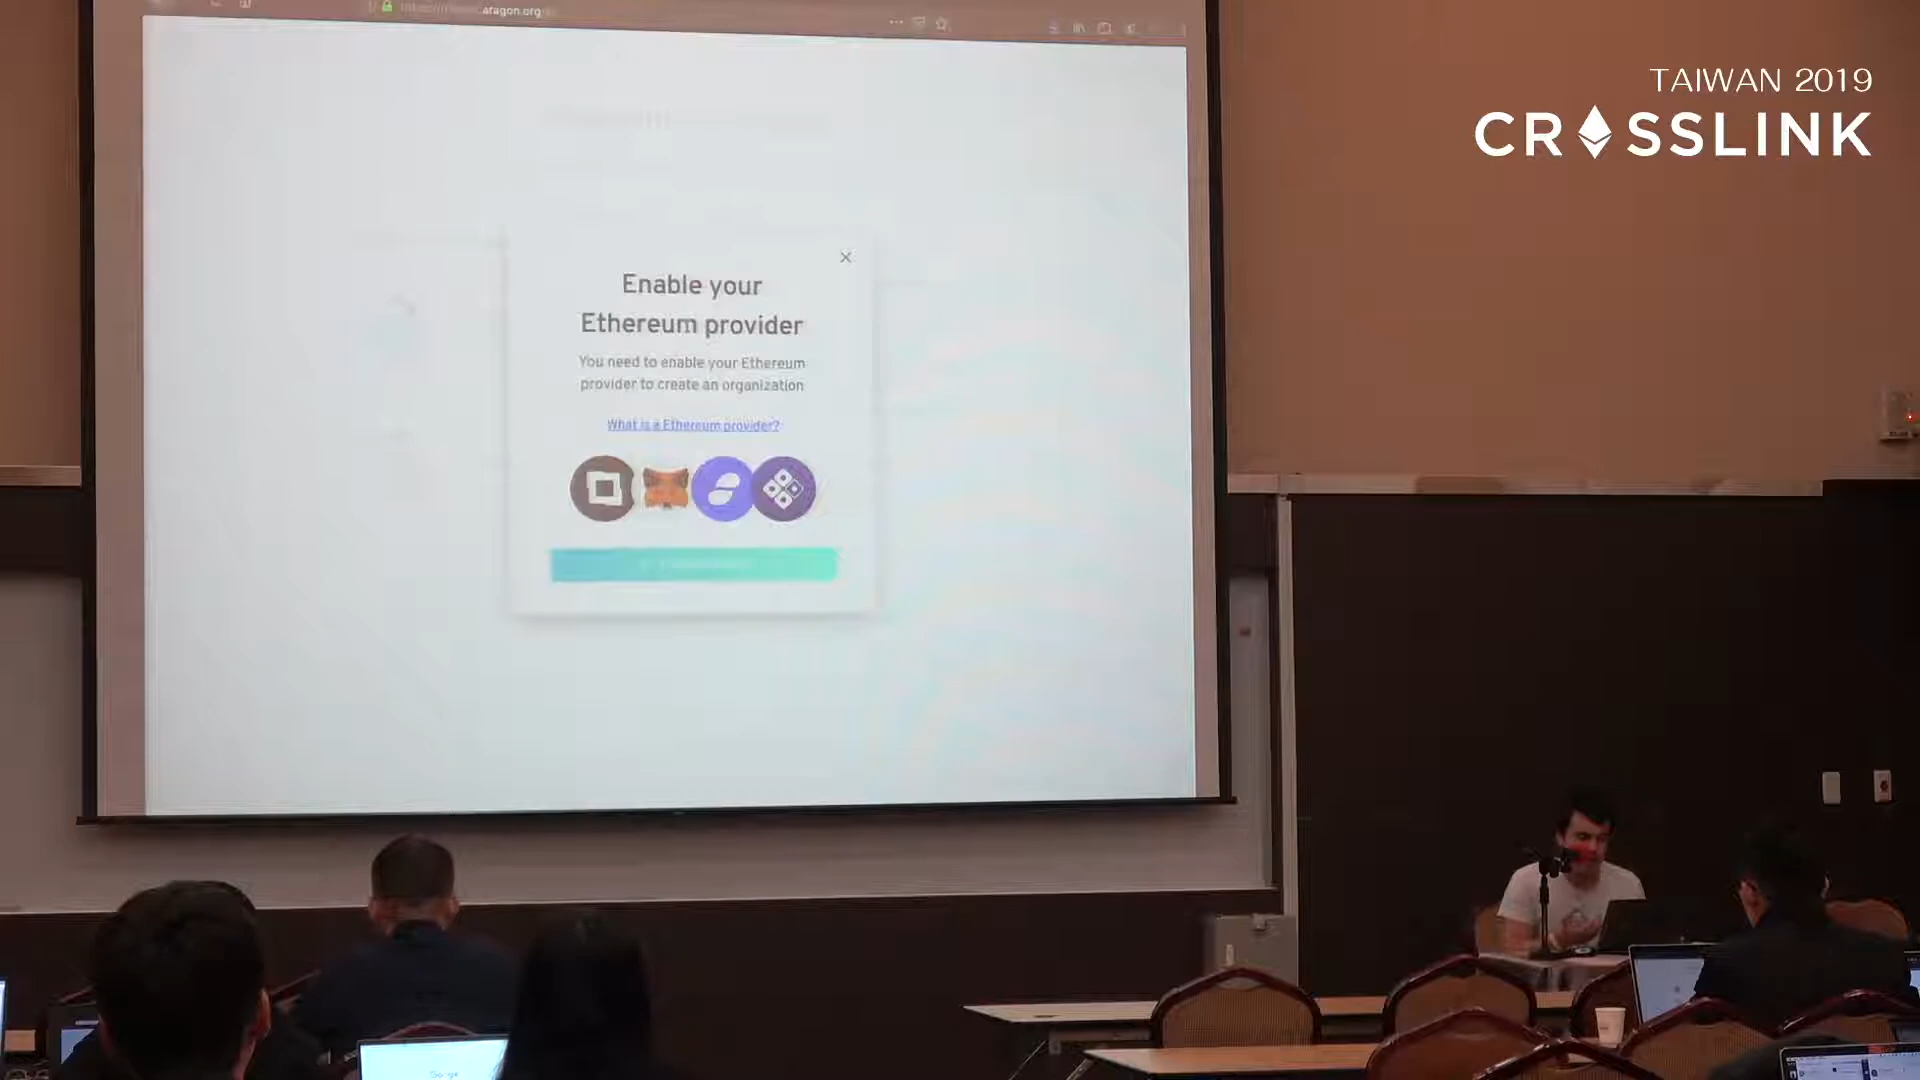 aragon.org
TAIWAN 2019
CROSSLINK
Enable your
Ethereum provider
You need to enable your Ethereum
provider to create an organization
What is a Ethereum provider?